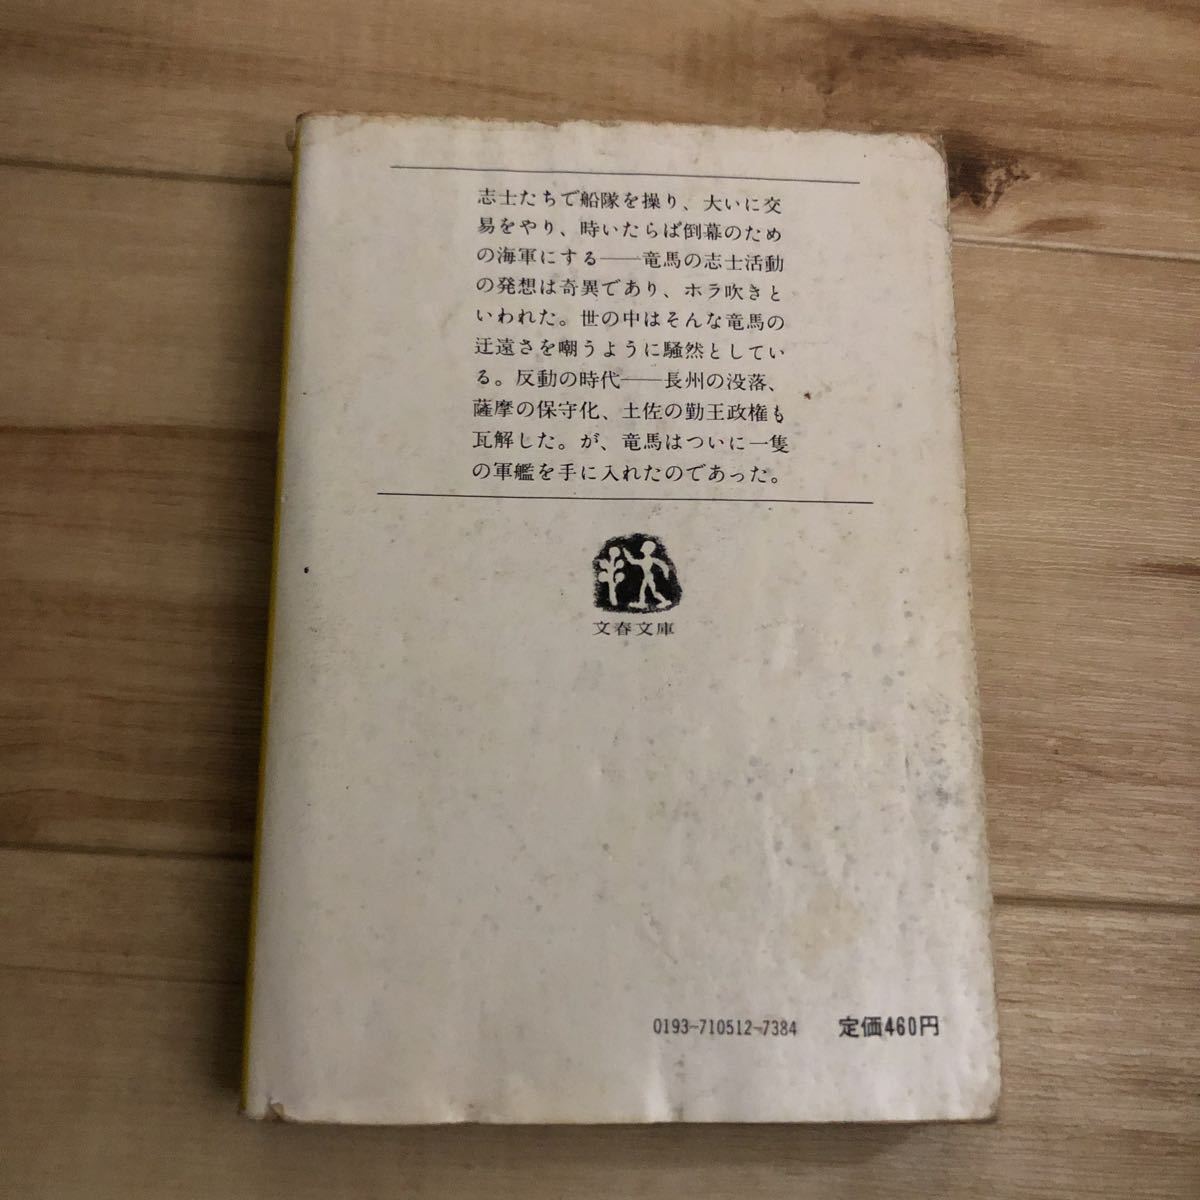 志士たちで船隊を操り、大いに交
易をやり、時いたらば倒幕のため
の海軍にする――竜馬の志士活動
の発想は奇異であり、ホラ吹きと
いわれた。世の中はそんな竜馬の
迂遠さを嘲うように騒然としてい
る。反動の時代――長州の没落、
薩摩の保守化、土佐の勤王政権も
瓦解した。が、竜馬はついに一隻
の軍艦を手に入れたのであった。
文春文庫
0193-710512-7384 定価460円